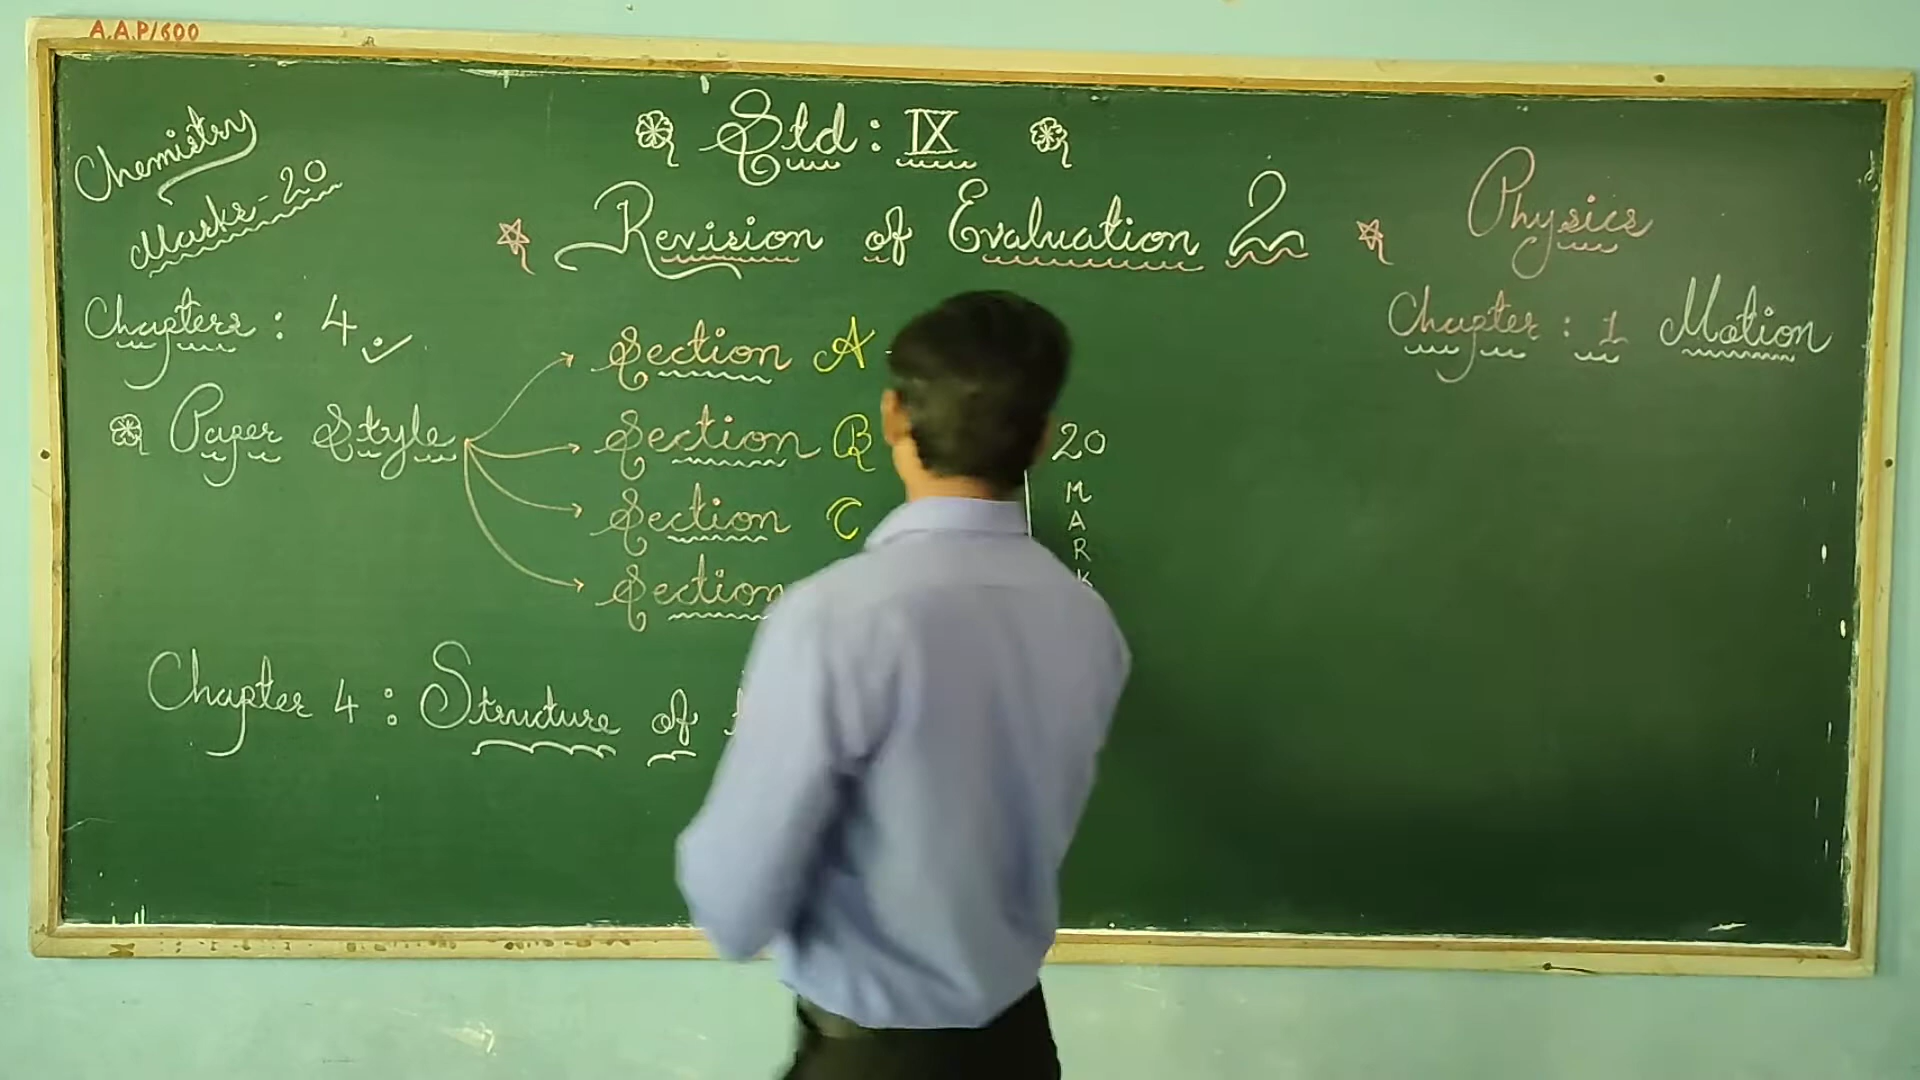 A.A.P/600
Std : IX
Chemistry
Marks - 20
Revision of Evaluation 2
Physics
Chapters : 4
Chapter : 1 Motion
Paper Style
Section A
Section B
Section C
Section
20
MARK
Chapter 4 : Structure of